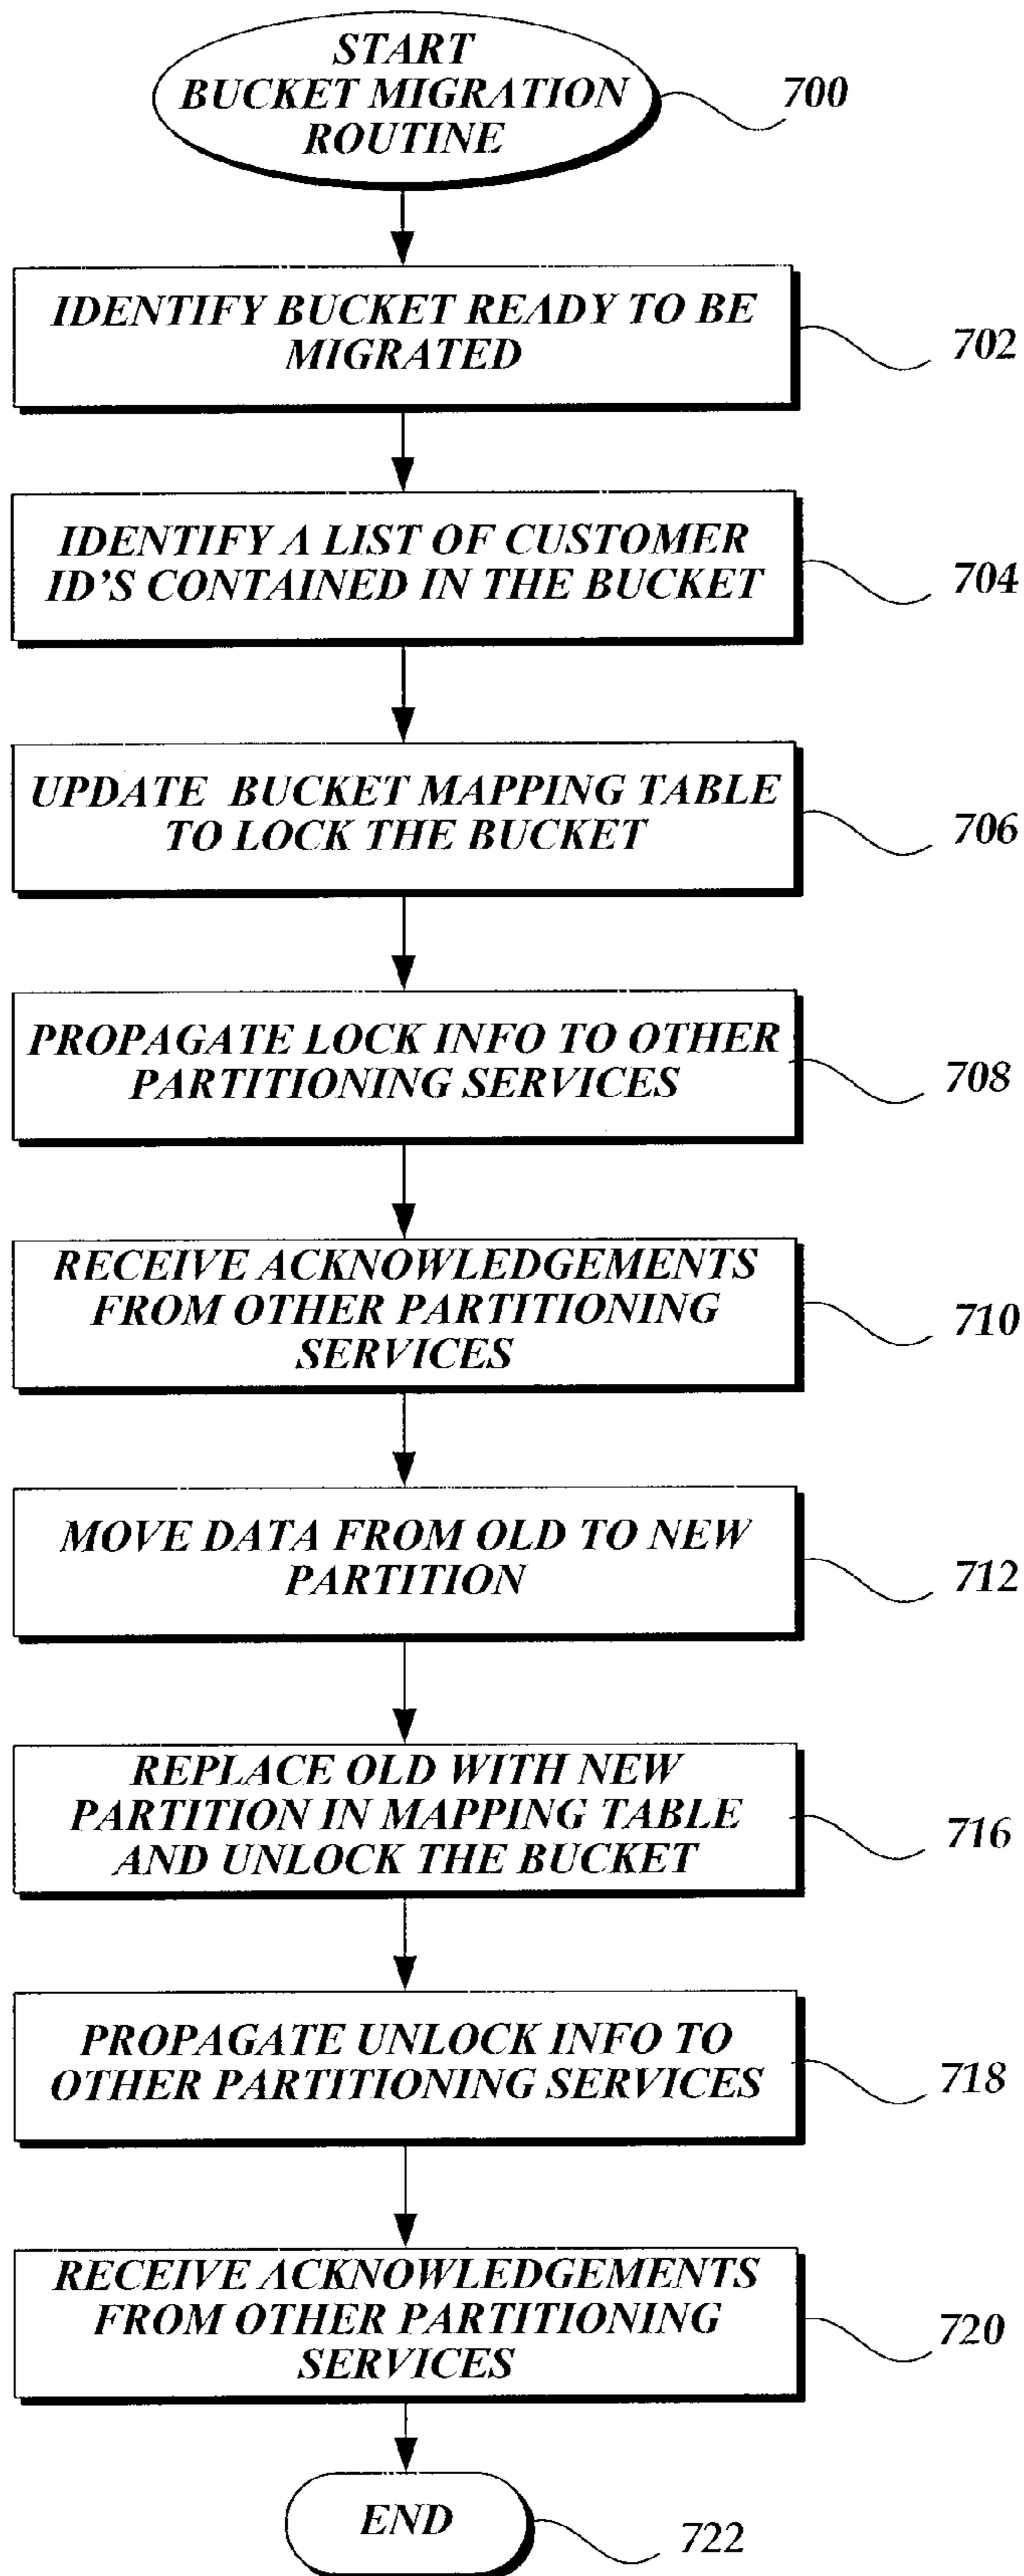 START
BUCKET MIGRATION
ROUTINE
700
IDENTIFY BUCKET READY TO BE
MIGRATED
702
IDENTIFY A LIST OF CUSTOMER
ID'S CONTAINED IN THE BUCKET
704
UPDATE BUCKET MAPPING TABLE
TO LOCK THE BUCKET
706
PROPAGATE LOCK INFO TO OTHER
PARTITIONING SERVICES
708
RECEIVE ACKNOWLEDGEMENTS
FROM OTHER PARTITIONING
SERVICES
710
MOVE DATA FROM OLD TO NEW
PARTITION
712
REPLACE OLD WITH NEW
PARTITION IN MAPPING TABLE
AND UNLOCK THE BUCKET
716
PROPAGATE UNLOCK INFO TO
OTHER PARTITIONING SERVICES
718
RECEIVE ACKNOWLEDGEMENTS
FROM OTHER PARTITIONING
SERVICES
720
END
722